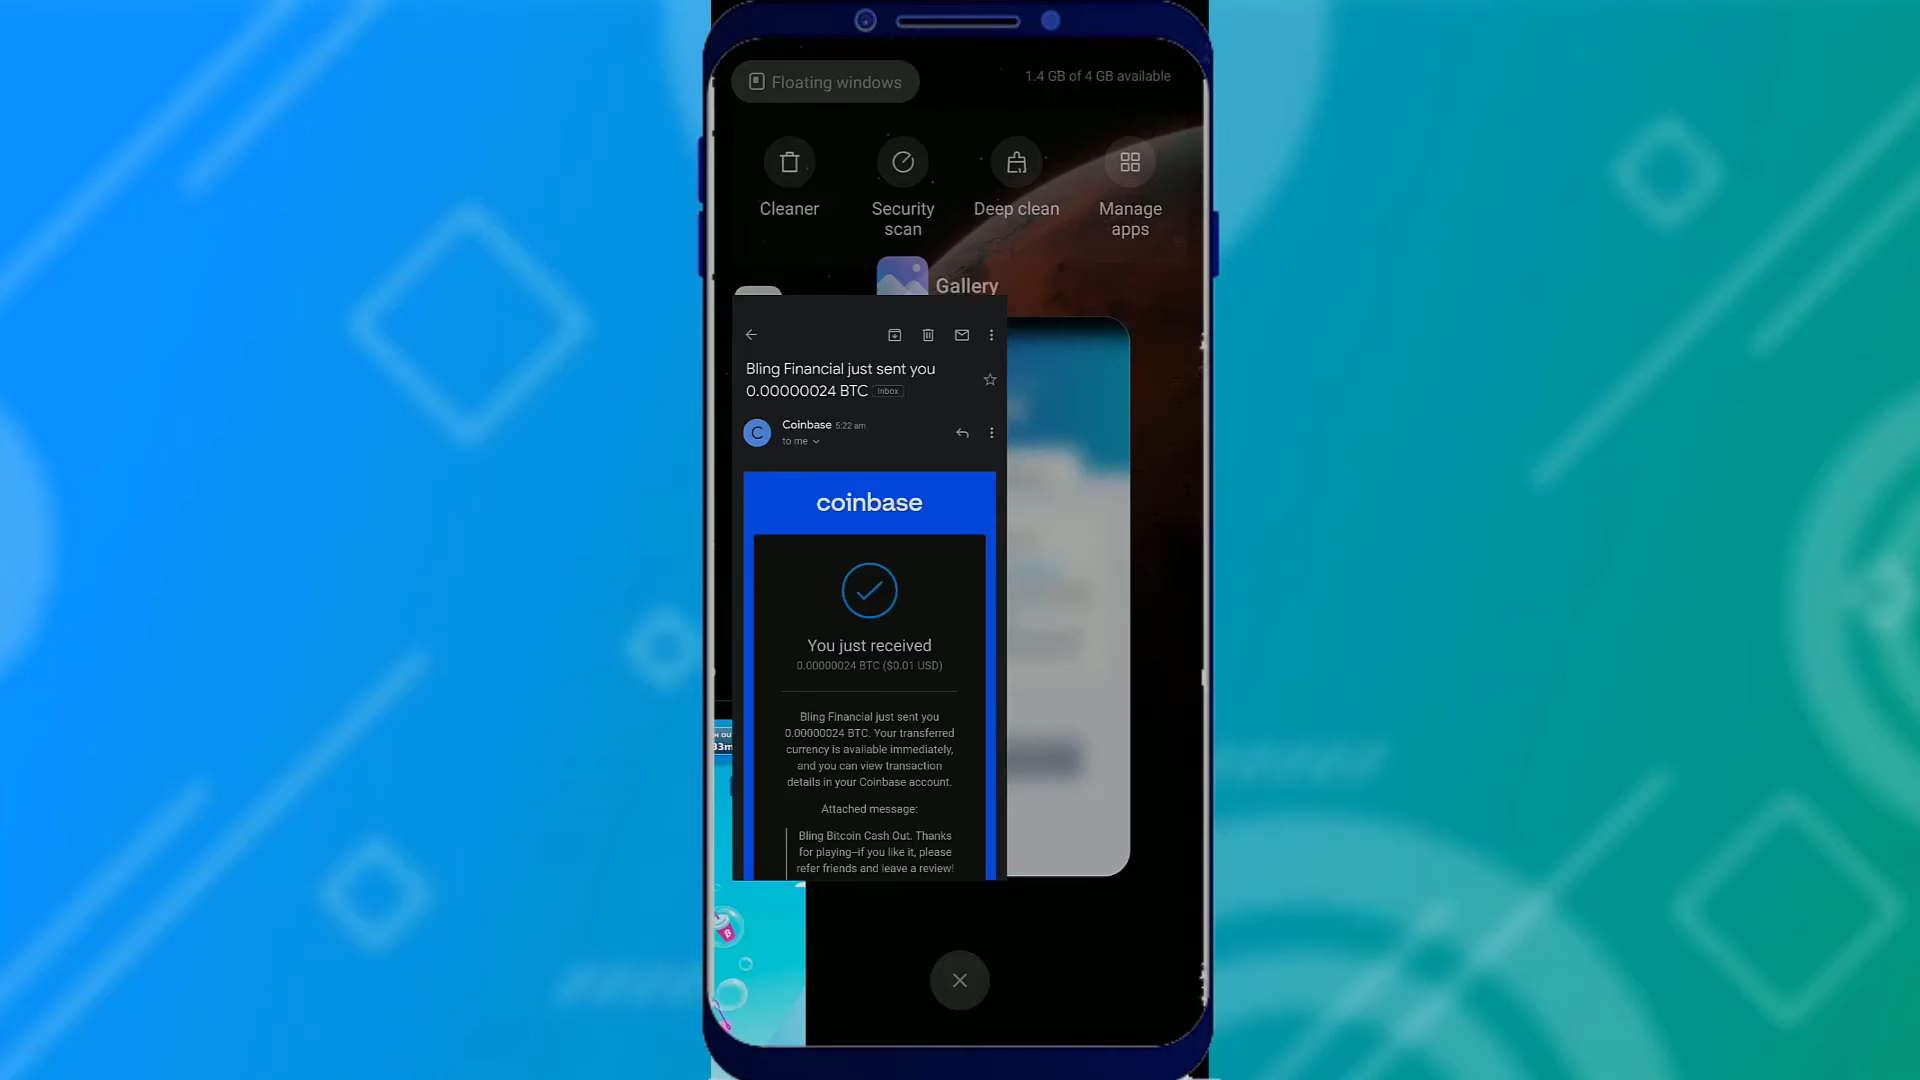 Floating windows
1.4 GB of 4 GB available
Cleaner
Security
scan
Deep clean
Manage
apps
Gallery
Bling Financial just sent you
0.00000024 BTC Inbox
C
Coinbase 5:22 am
to me
coinbase
You just received
0.00000024 BTC ($0.01 USD)
Bling Financial just sent you
0.00000024 BTC. Your transferred
currency is available immediately,
and you can view transaction
details in your Coinbase account.
Attached message:
Bling Bitcoin Cash Out. Thanks
for playing–if you like it, please
refer friends and leave a review!
33m
B